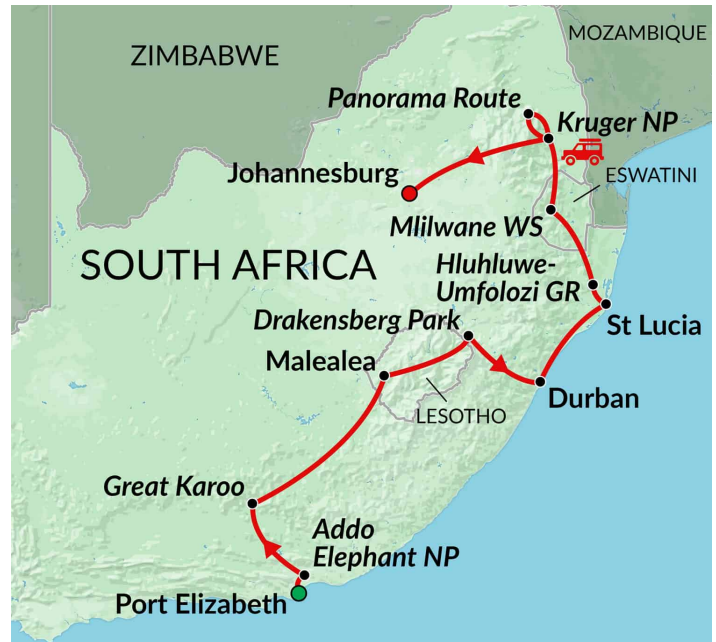 ZIMBABWE
MOZAMBIQUE
Panorama Route
Kruger NP
Johannesburg
ESWATINI
Mlilwane WS
SOUTH AFRICA
Hluhluwe-
Umfolozi GR
Drakensberg Park
St Lucia
Malealea
Durban
LESOTHO
Great Karoo
Addo
Elephant NP
Port Elizabeth